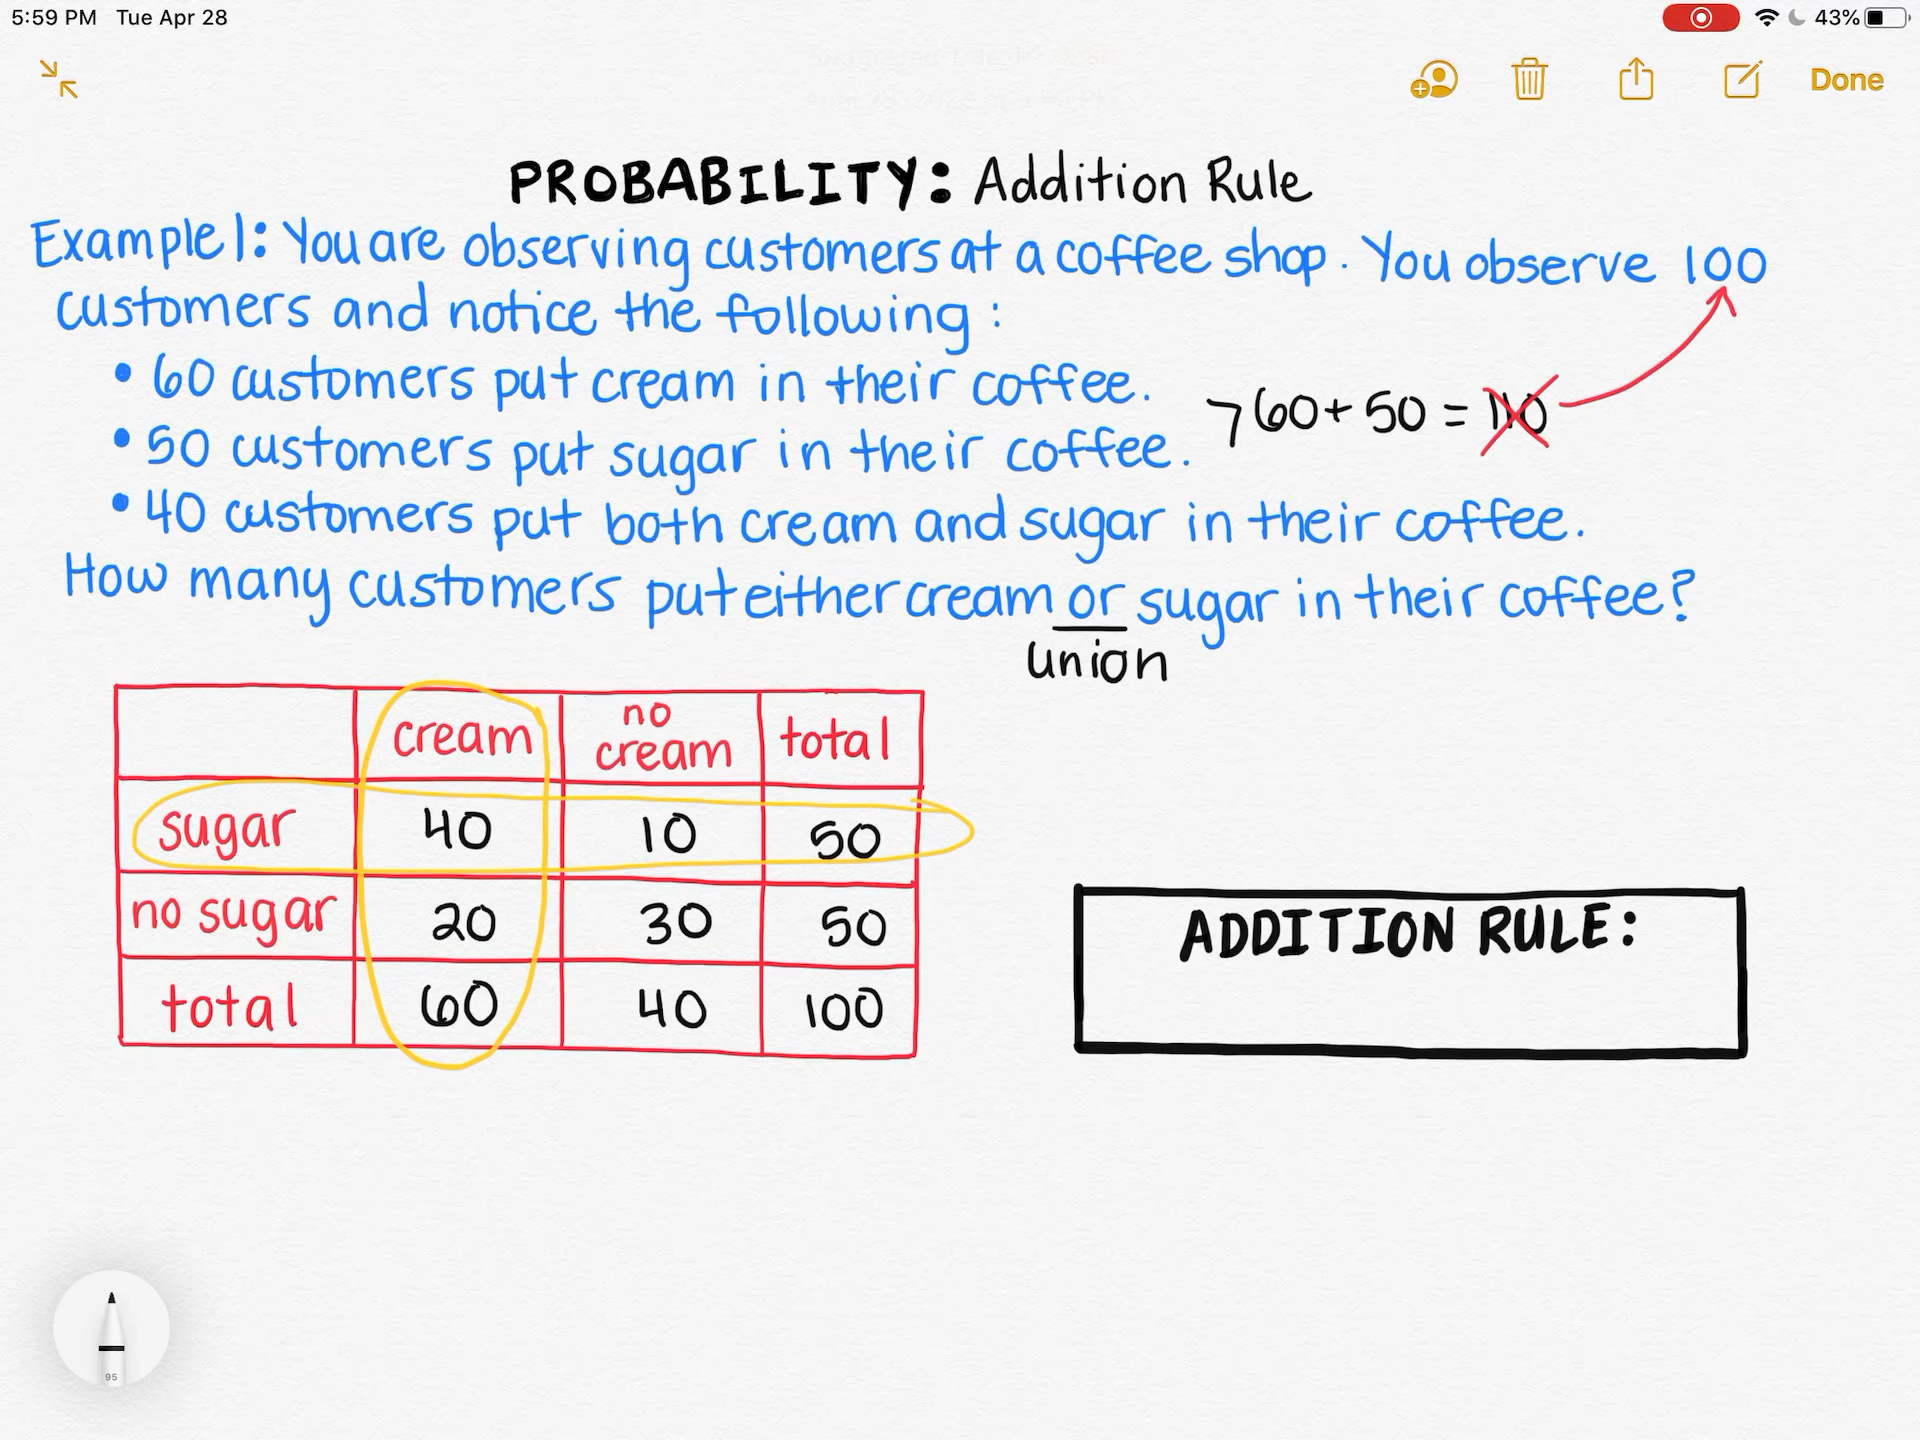 5:59 PM Tue Apr 28
43%
Done
PROBABILITY: Addition Rule
Example 1: You are observing customers at a coffee shop. You observe 100
customers and notice the following:
• 60 customers put cream in their coffee.
60+50 = 110
• 50 customers put sugar in their coffee.
• 40 customers put both cream and sugar in their coffee.
How many customers put either cream or sugar in their coffee?
union
cream no cream total
sugar 40 10 50
no sugar 20 30 50
total 60 40 100
ADDITION RULE:
95